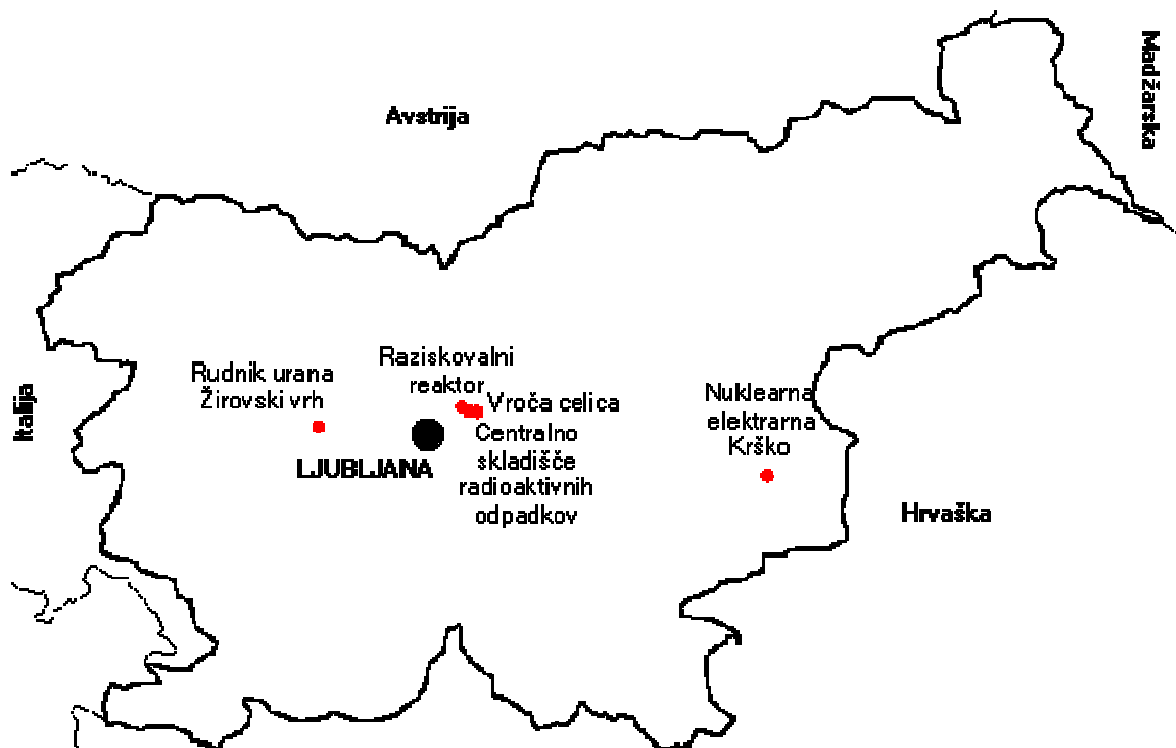 Madžarska
Avstrija
Italija
Rudnik urana
Žirovski vrh
Raziskovalni
reaktor
Vroča celica
Centralno
skladišče
radioaktivnih
odpadkov
LJUBLJANA
Nuklearna
elektrarna
Krško
Hrvaška